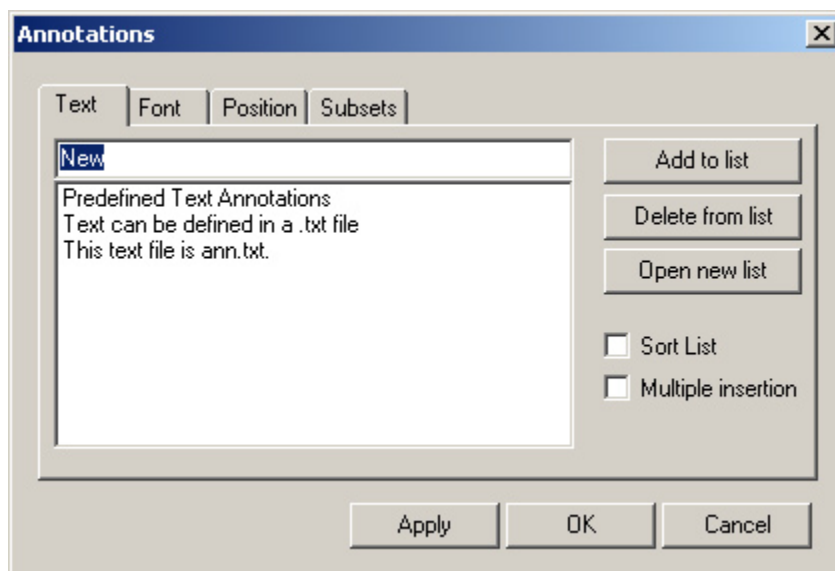 Annotations
Text Font Position Subsets
New
Add to list
Predefined Text Annotations
Text can be defined in a .txt file
This text file is ann.txt.
Delete from list
Open new list
Sort List
Multiple insertion
Apply OK Cancel